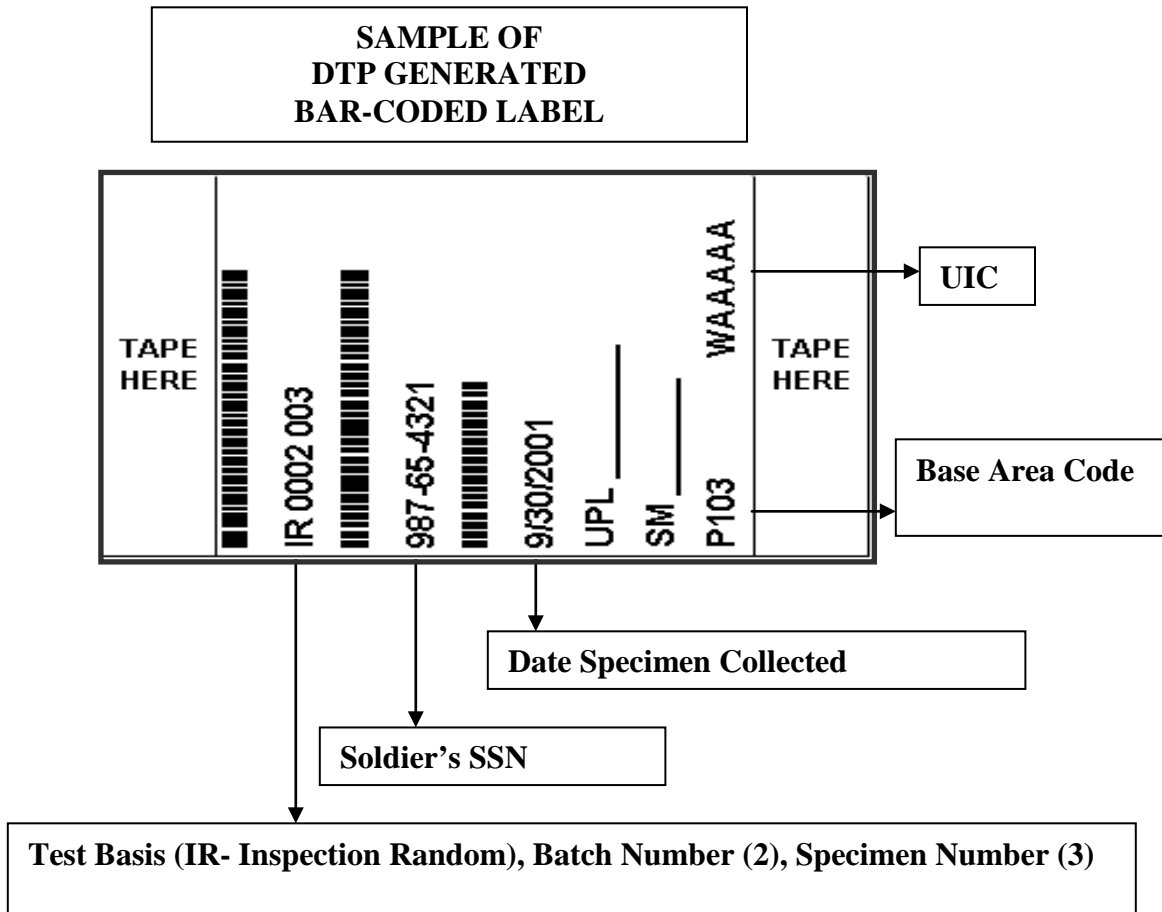 SAMPLE OF
DTP GENERATED
BAR-CODED LABEL
TAPE
HERE
IR 0002 003
987-65-4321
9/30/2001
UPL
SM
P103 WAAAAA
TAPE
HERE
UIC
Base Area Code
Date Specimen Collected
Soldier’s SSN
Test Basis (IR- Inspection Random), Batch Number (2), Specimen Number (3)